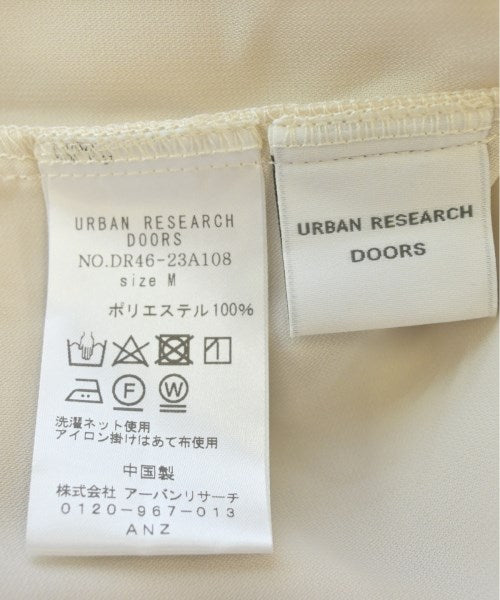 URBAN RESEARCH
DOORS
NO.DR46-23A108
size M
ポリエステル100%
F
W
洗濯ネット使用
アイロン掛けはあて布使用
中国製
株式会社 アーバンリサーチ
0120-967-013
ANZ
URBAN RESEARCH
DOORS